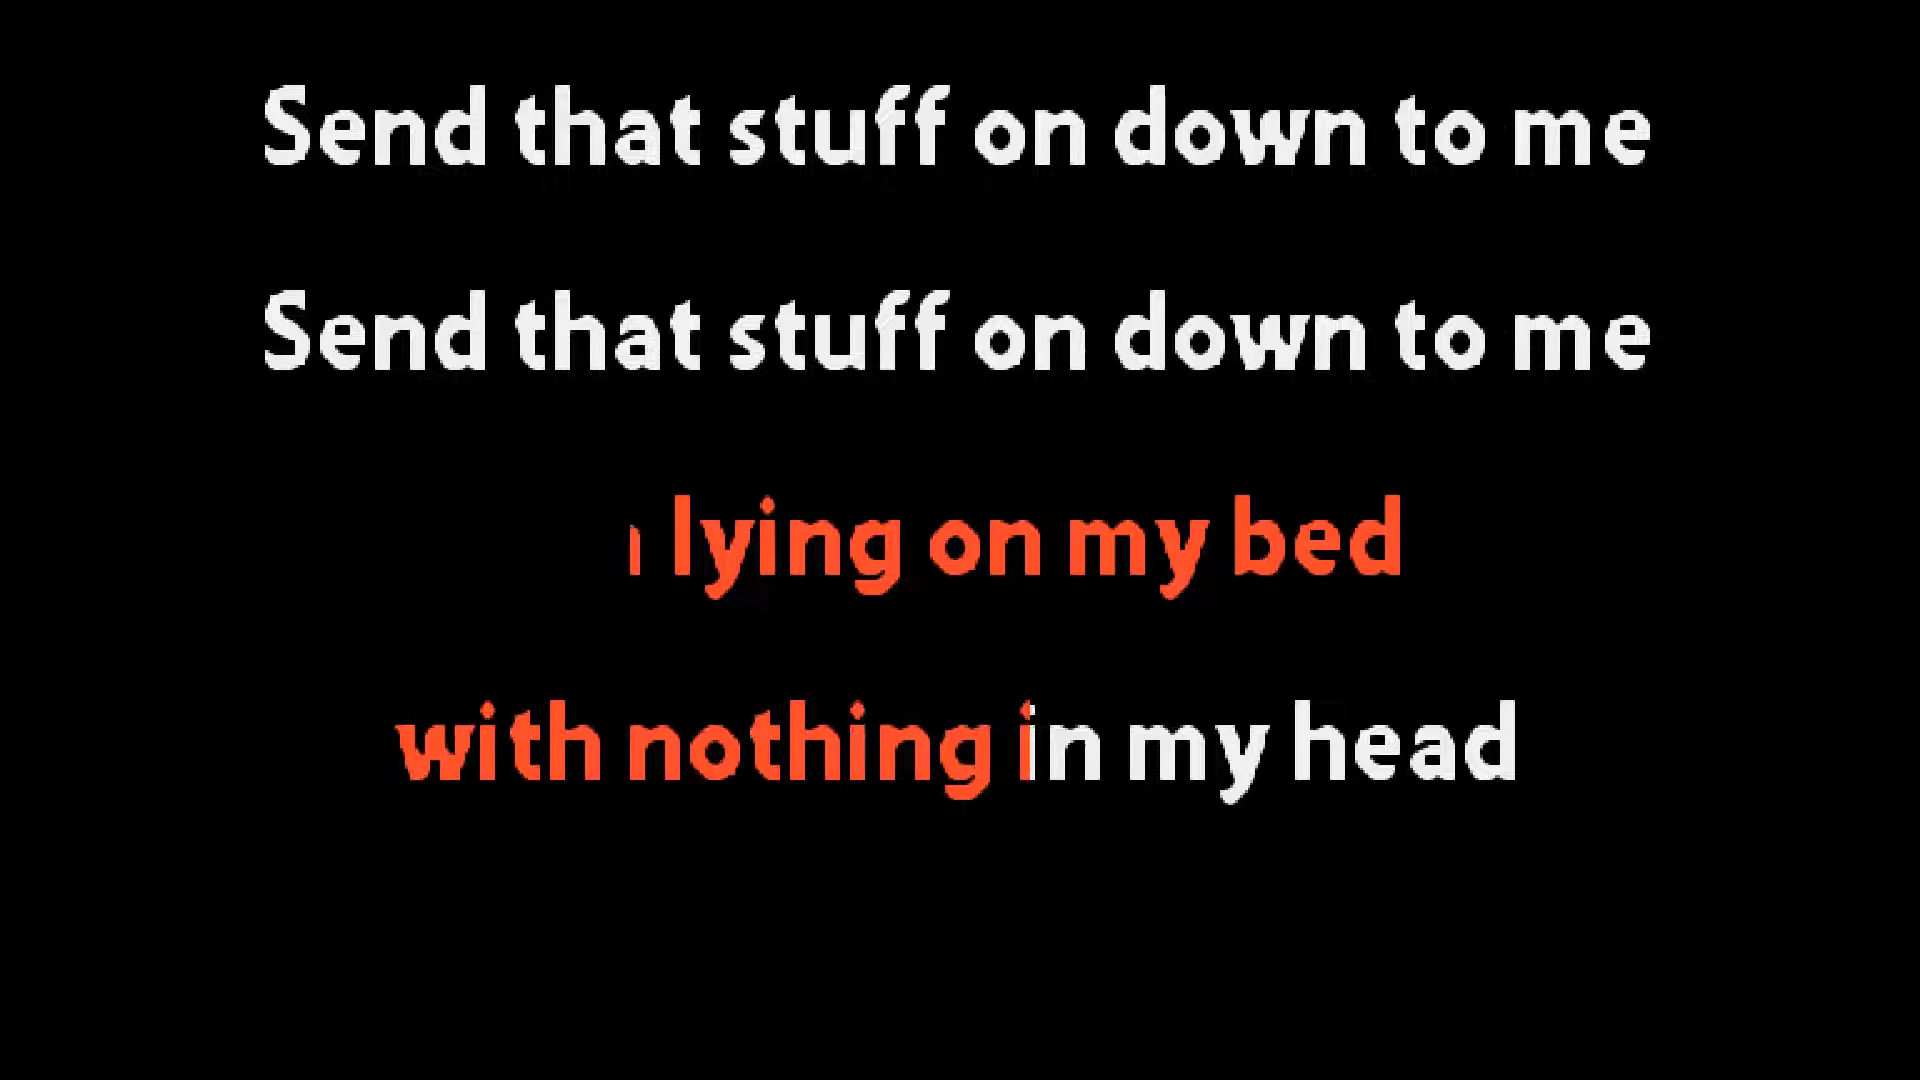 Send that stuff on down to me
Send that stuff on down to me
lying on my bed
with nothing in my head